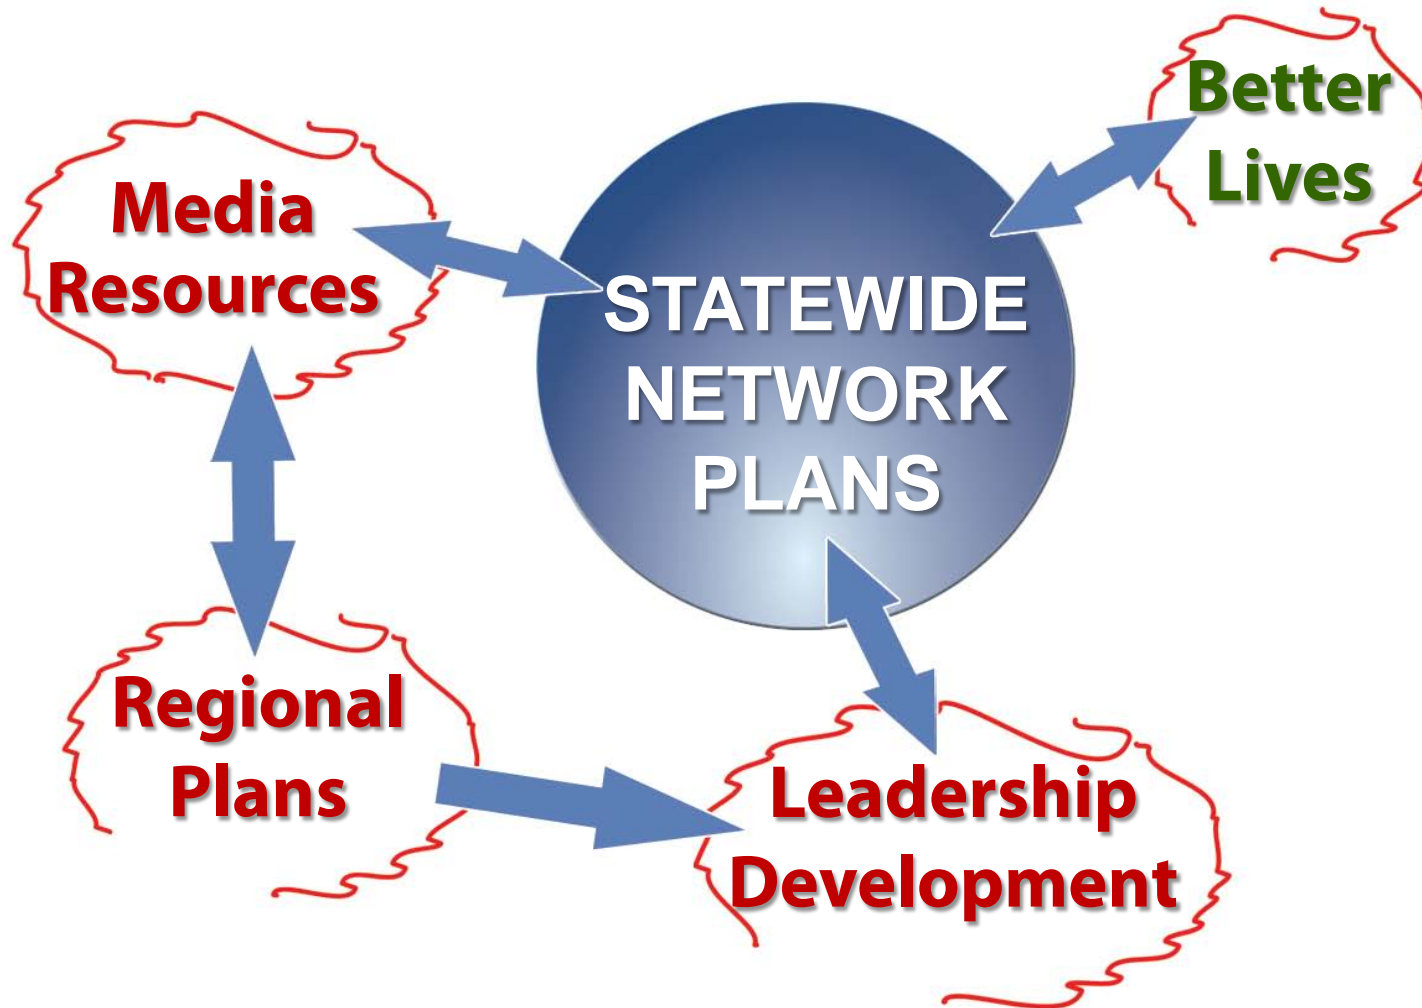 Better
Lives
Media
Resources
STATEWIDE
NETWORK
PLANS
Regional
Plans
Leadership
Development